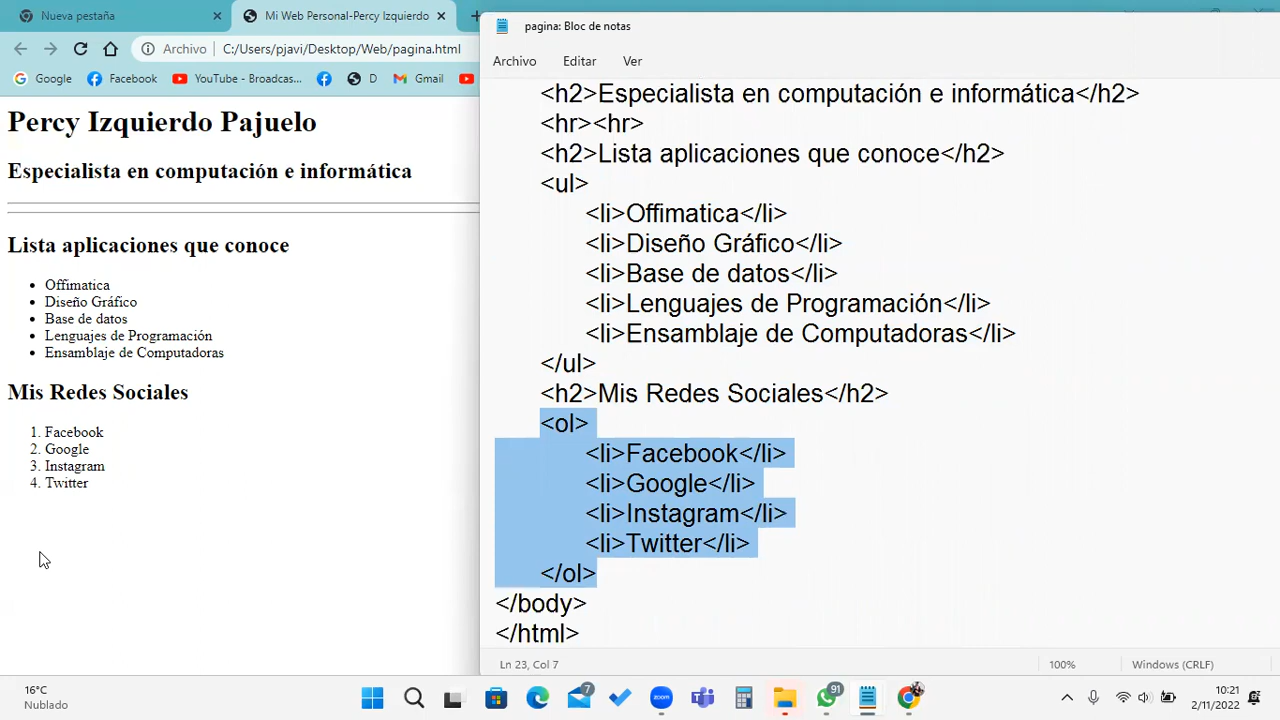 Nueva pestaña
Mi Web Personal-Percy Izquierdo
Archivo
C:/Users/pjavi/Desktop/Web/pagina.html
Google
Facebook
YouTube - Broadcas...
D
Gmail
Percy Izquierdo Pajuelo
Especialista en computación e informática
Lista aplicaciones que conoce
Offimatica
Diseño Gráfico
Base de datos
Lenguajes de Programación
Ensamblaje de Computadoras
Mis Redes Sociales
1. Facebook
2. Google
3. Instagram
4. Twitter
pagina: Bloc de notas
Archivo Editar Ver
<h2>Especialista en computación e informática</h2>
<hr><hr>
<h2>Lista aplicaciones que conoce</h2>
<ul>
<li>Offimatica</li>
<li>Diseño Gráfico</li>
<li>Base de datos</li>
<li>Lenguajes de Programación</li>
<li>Ensamblaje de Computadoras</li>
</ul>
<h2>Mis Redes Sociales</h2>
<ol>
<li>Facebook</li>
<li>Google</li>
<li>Instagram</li>
<li>Twitter</li>
</ol>
</body>
</html>
Ln 23, Col 7
100%
Windows (CRLF)
16°C
Nublado
7
zoom
91
10:21
2/11/2022